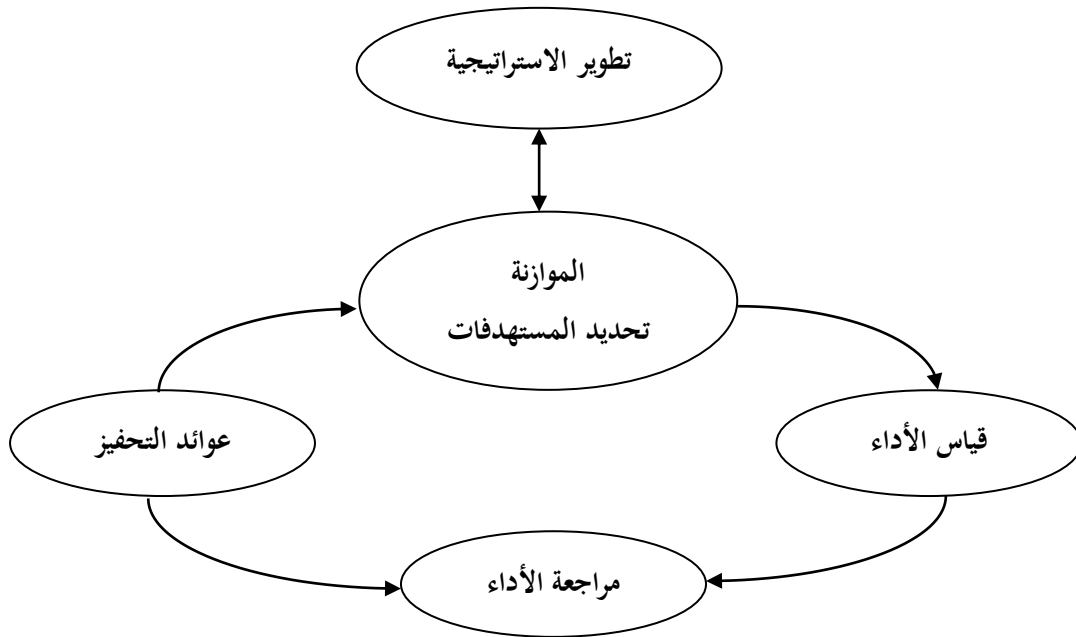 تطوير الاستراتيجية
الموازنة
تحديد المستهدفات
قياس الأداء
عوائد التحفيز
مراجعة الأداء